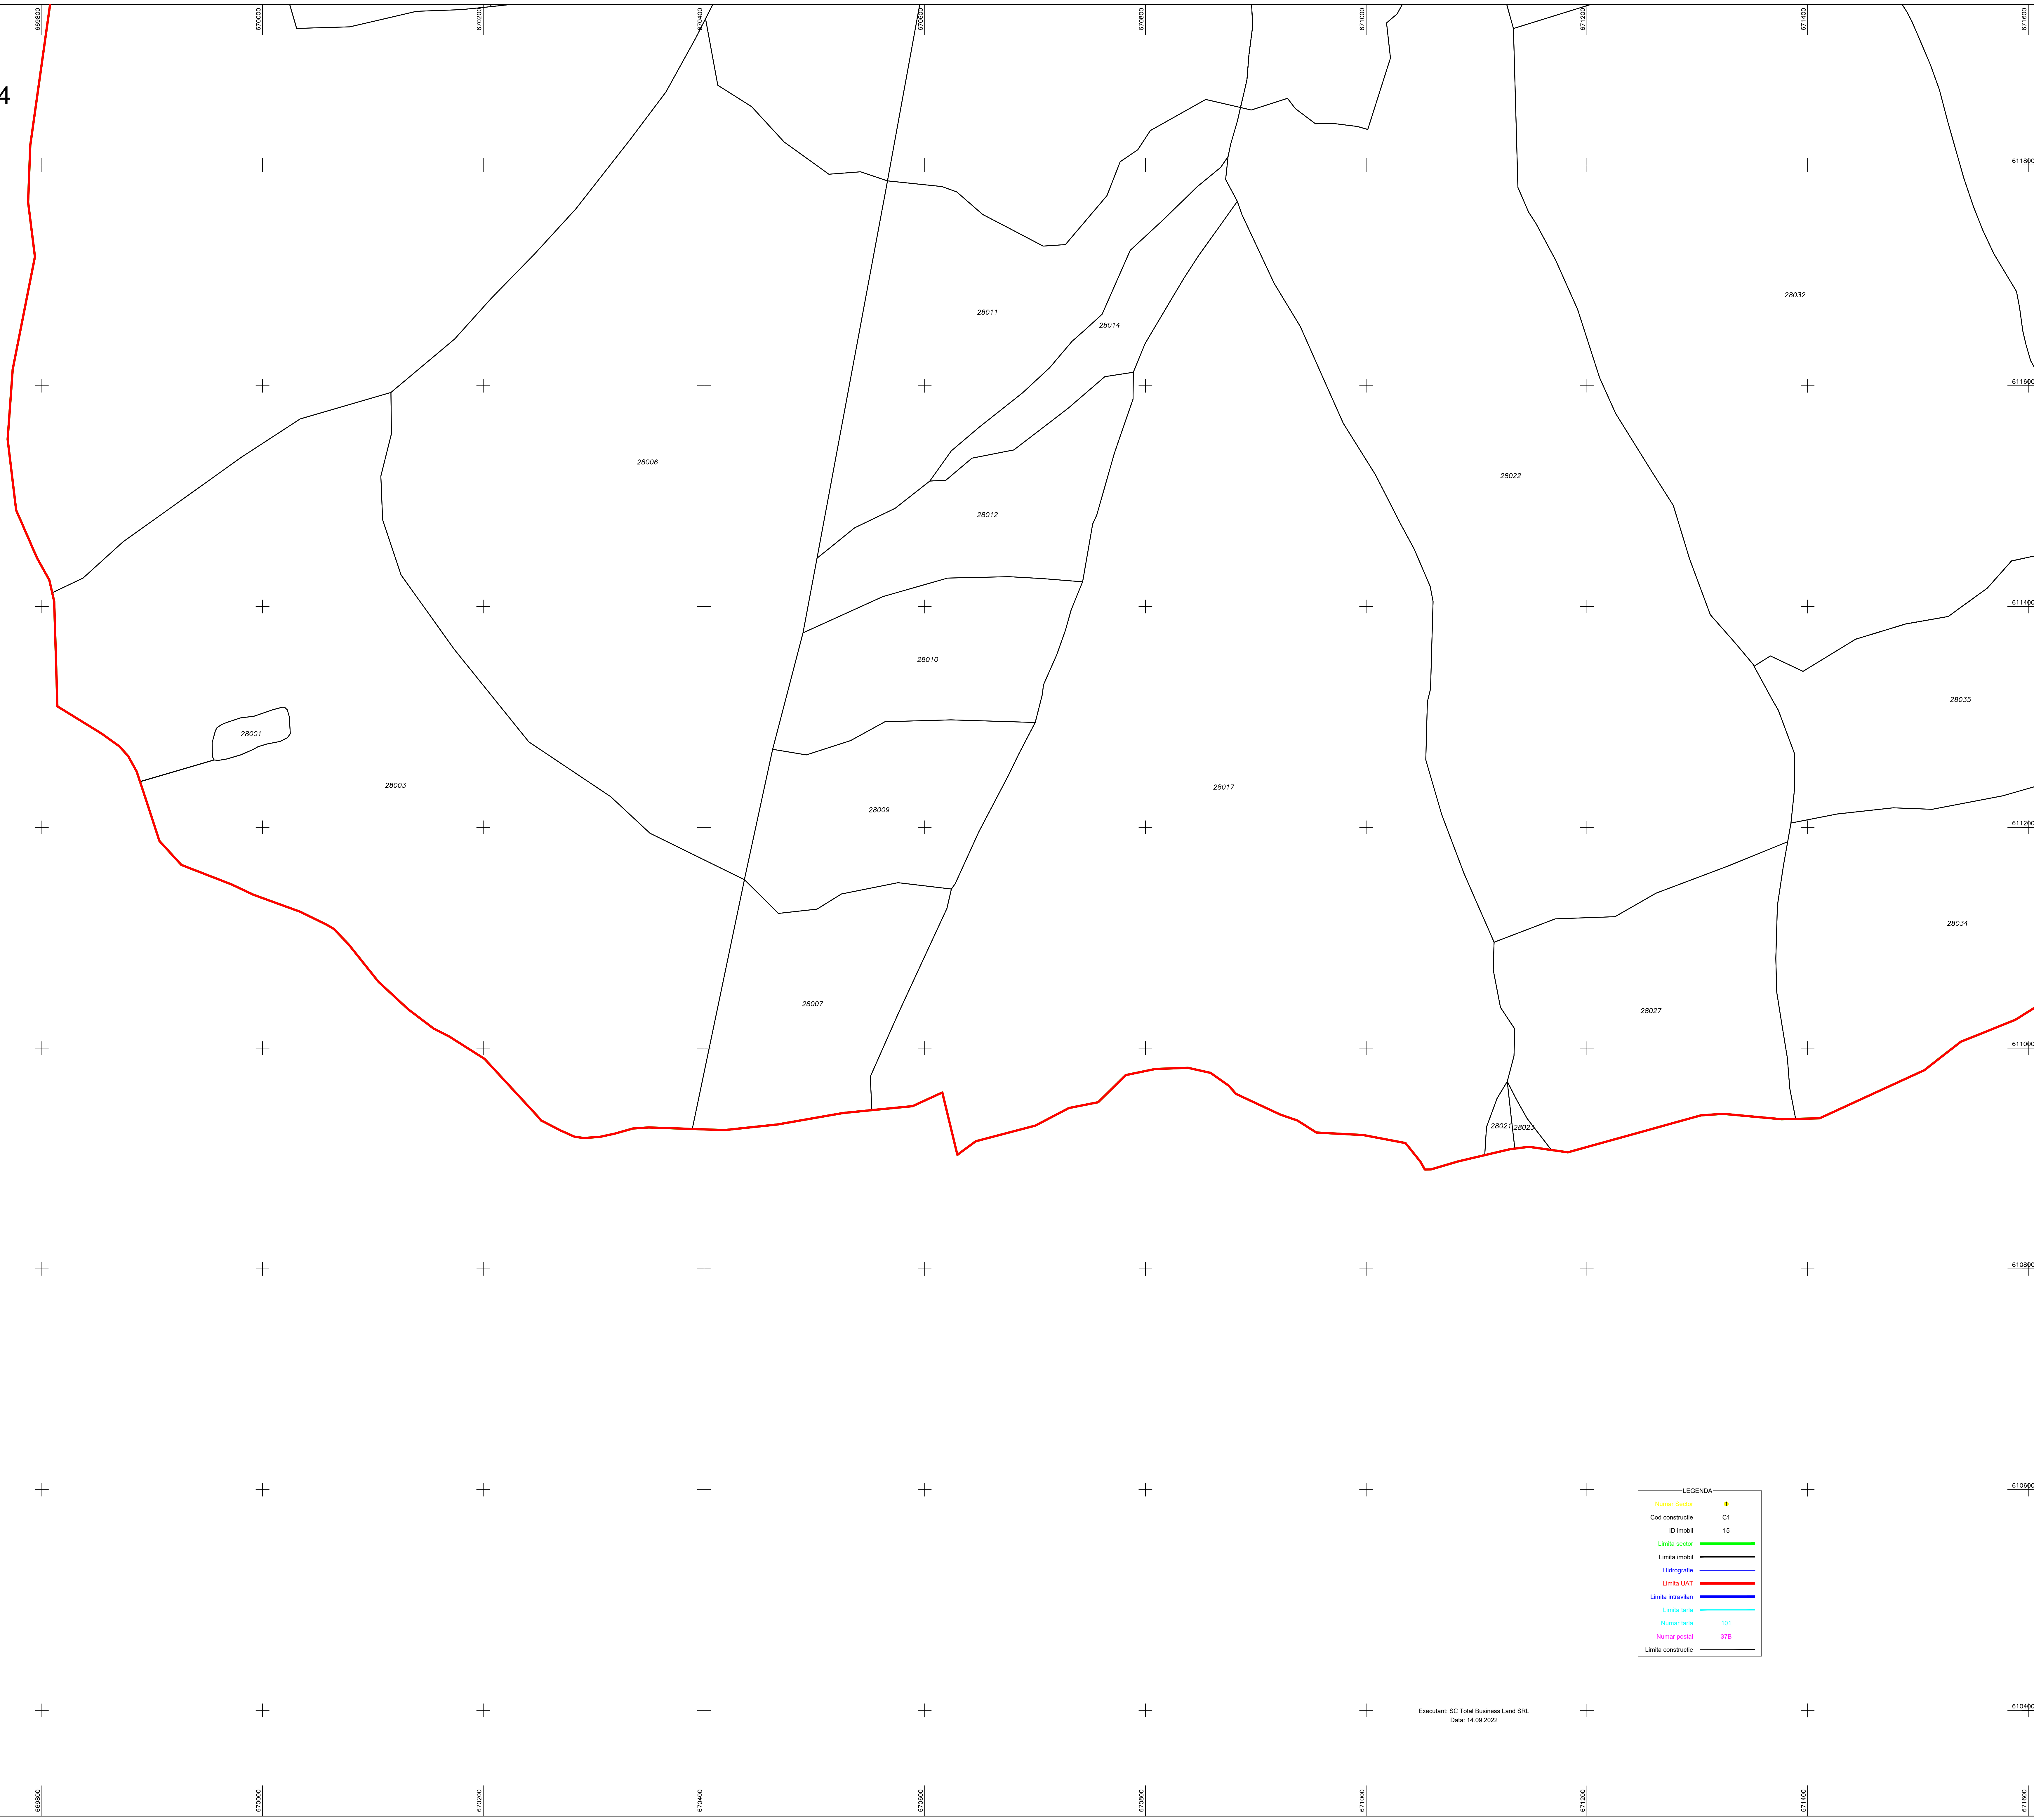 669800 670000 670200 670400 670600 670800 671000 671200 671400 671600
4
611800
28032
28011
28014
611600
28006
28022
28012
611400
28010
28035
28001
28003
28017
28009
611200
28034
28007
28027
611000
28021
28023
610800
610600
LEGENDA
Numar tarla 1
Cod constructie C1
ID imobil 15
Limita sector
Limita imobil
Hidrografie
Limita UAT
Limita intravilan
Limita tarla
Numar tarla 101
Numar postal 37B
Limita constructie
610400
Executant: SC Total Business Land SRL
Data: 14.09.2022
669800 670000 670200 670400 670600 670800 671000 671200 671400 671600